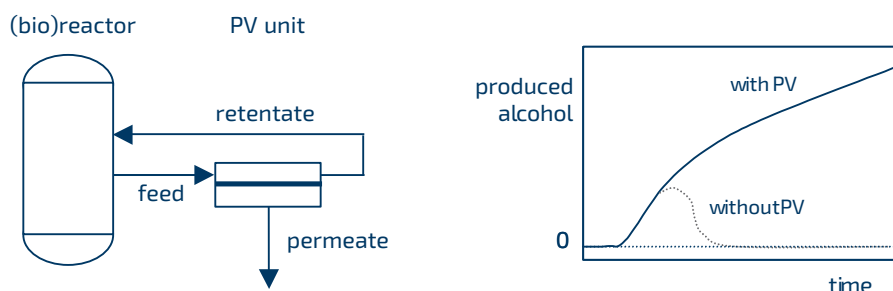 (bio)reactor
PV unit
retentate
feed
permeate
produced
alcohol
with PV
withoutPV
0
time